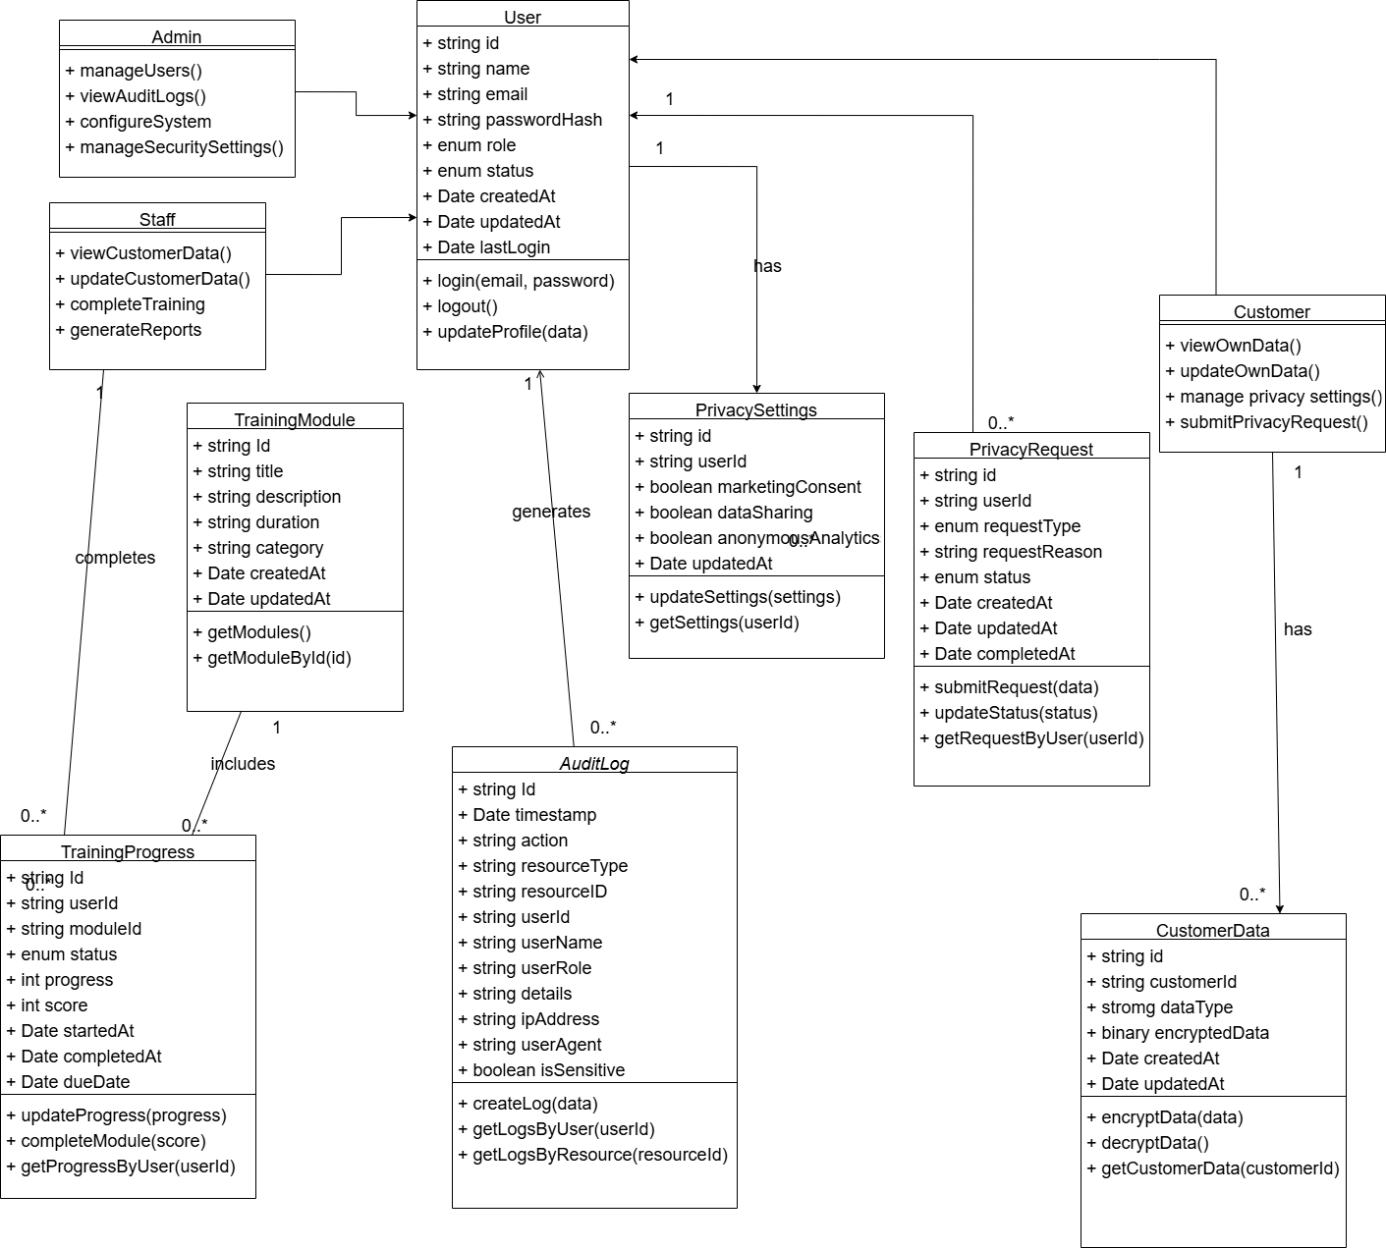 Admin
+ manageUsers()
+ viewAuditLogs()
+ configureSystem
+ manageSecuritySettings()
User
+ string id
+ string name
+ string email
+ string passwordHash
+ enum role
+ enum status
+ Date createdAt
+ Date updatedAt
+ Date lastLogin
+ login(email, password)
+ logout()
+ updateProfile(data)
1
1
has
Staff
+ viewCustomerData()
+ updateCustomerData()
+ completeTraining
+ generateReports
1
completes
0..*
Customer
+ viewOwnData()
+ updateOwnData()
+ manage privacy settings()
+ submitPrivacyRequest()
1
has
0..*
TrainingModule
+ string Id
+ string title
+ string description
+ string duration
+ string category
+ Date createdAt
+ Date updatedAt
+ getModules()
+ getModuleById(id)
1
includes
0..*
1
generates
0..*
PrivacySettings
+ string id
+ string userId
+ boolean marketingConsent
+ boolean dataSharing
+ boolean anonymousAnalytics
0..*
+ Date updatedAt
+ updateSettings(settings)
+ getSettings(userId)
0..*
PrivacyRequest
+ string id
+ string userId
+ enum requestType
+ string requestReason
+ enum status
+ Date createdAt
+ Date updatedAt
+ Date completedAt
+ submitRequest(data)
+ updateStatus(status)
+ getRequestByUser(userId)
TrainingProgress
+ string Id
0..*
+ string userId
+ string moduleId
+ enum status
+ int progress
+ int score
+ Date startedAt
+ Date completedAt
+ Date dueDate
+ updateProgress(progress)
+ completeModule(score)
+ getProgressByUser(userId)
AuditLog
+ string Id
+ Date timestamp
+ string action
+ string resourceType
+ string resourceID
+ string userId
+ string userName
+ string userRole
+ string details
+ string ipAddress
+ string userAgent
+ boolean isSensitive
+ createLog(data)
+ getLogsByUser(userId)
+ getLogsByResource(resourceId)
CustomerData
+ string id
+ string customerId
+ stromg dataType
+ binary encryptedData
+ Date createdAt
+ Date updatedAt
+ encryptData(data)
+ decryptData()
+ getCustomerData(customerId)